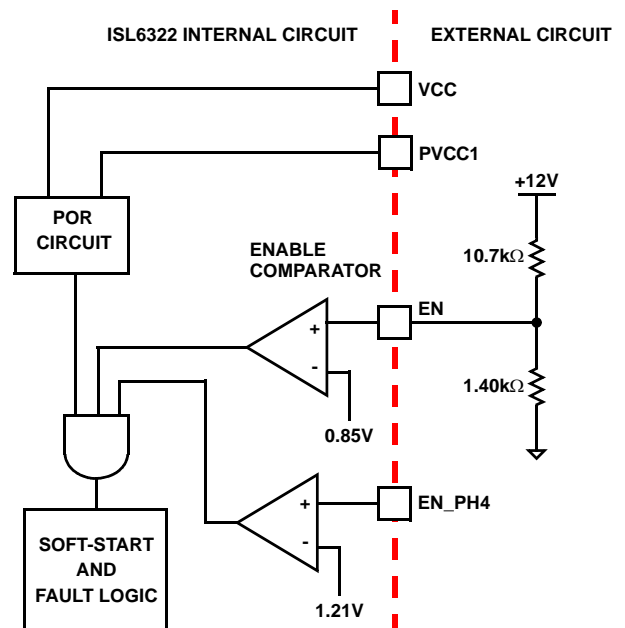 ISL6322 INTERNAL CIRCUIT
EXTERNAL CIRCUIT
VCC
PVCC1
+12V
POR
CIRCUIT
10.7kΩ
ENABLE
COMPARATOR
EN
+
-
1.40kΩ
0.85V
EN_PH4
+
-
SOFT-START
AND
FAULT LOGIC
1.21V